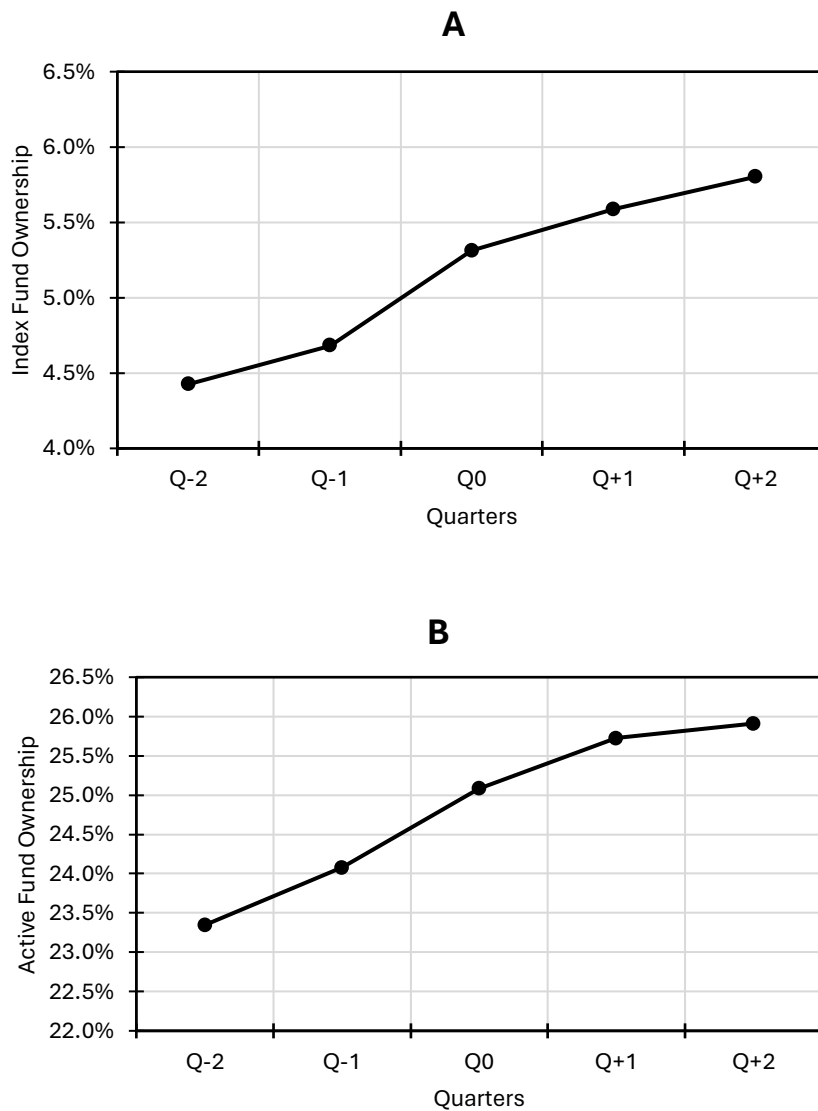 A
Index Fund Ownership
6.5%
6.0%
5.5%
5.0%
4.5%
4.0%
Q-2 Q-1 Q0 Q+1 Q+2
Quarters
B
Active Fund Ownership
26.5%
26.0%
25.5%
25.0%
24.5%
24.0%
23.5%
23.0%
22.5%
22.0%
Q-2 Q-1 Q0 Q+1 Q+2
Quarters